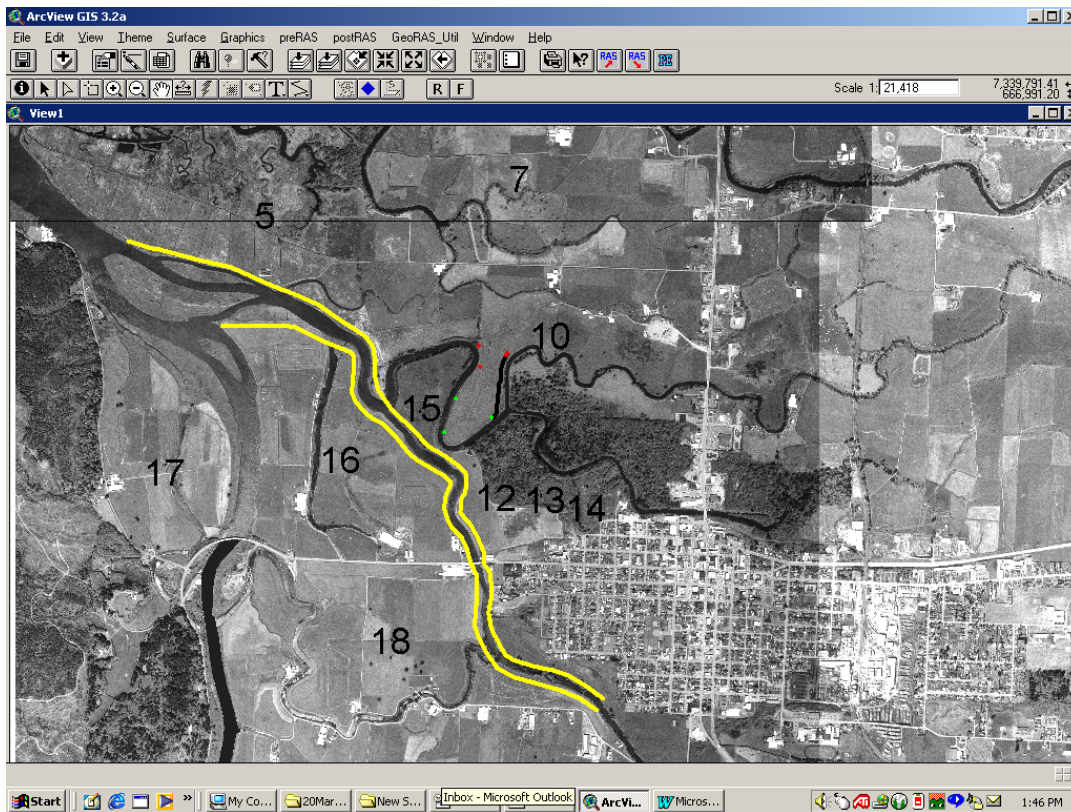 ArcView GIS 3.2a
File Edit View Theme Surface Graphics preRAS postRAS GeoRAS_Util Window Help
RAS RAS
T R F Scale 1: 21,418 7,339,791.41
666,991.20
View1
7
5
10
15
16
17
12 13 14
18
Start » My Co... 20Mar... New S... Inbox - Microsoft Outlook ArcVi... Micros... 1:46 PM